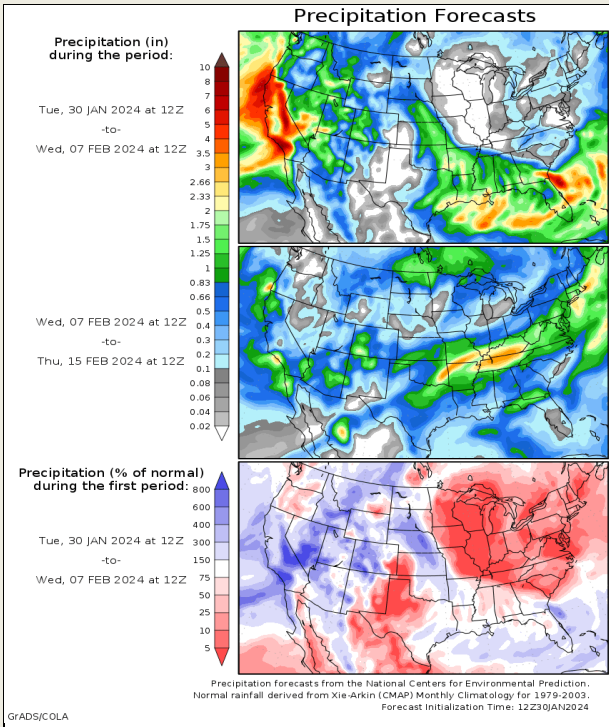 Precipitation Forecasts
Precipitation (in)
during the period:
Tue, 30 JAN 2024 at 12Z
-to-
Wed, 07 FEB 2024 at 12Z
10
8
7
6
5
4
3.5
3
2.66
2.33
2
1.75
1.5
1.25
1
0.83
0.66
0.5
0.4
0.3
0.2
0.1
0.08
0.06
0.04
0.02
Wed, 07 FEB 2024 at 12Z
-to-
Thu, 15 FEB 2024 at 12Z
Precipitation (% of normal)
during the first period:
Tue, 30 JAN 2024 at 12Z
-to-
Wed, 07 FEB 2024 at 12Z
800
600
400
300
150
75
50
25
10
5
Precipitation forecasts from the National Centers for Environmental Prediction.
Normal rainfall derived from Xie-Arkin (CMAP) Monthly Climatology for 1979-2003.
Forecast Initialization Time: 12Z30JAN2024
GrADS/COLA